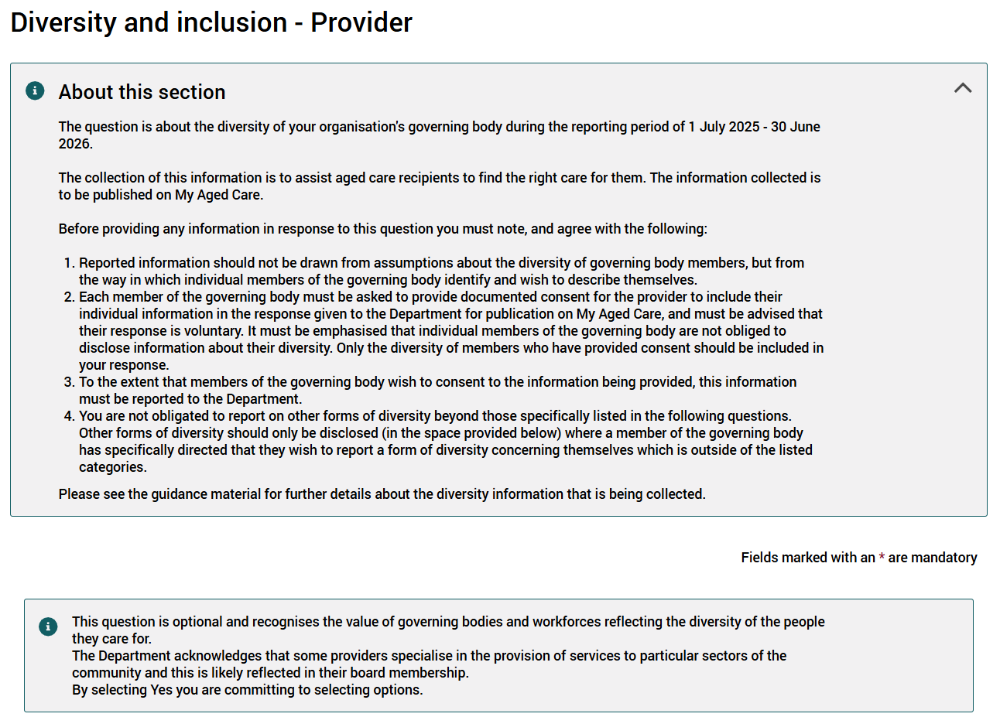 Diversity and inclusion - Provider
About this section
The question is about the diversity of your organisation's governing body during the reporting period of 1 July 2025 - 30 June
2026.
The collection of this information is to assist aged care recipients to find the right care for them. The information collected is
to be published on My Aged Care.
Before providing any information in response to this question you must note, and agree with the following:
1. Reported information should not be drawn from assumptions about the diversity of governing body members, but from
the way in which individual members of the governing body identify and wish to describe themselves.
2. Each member of the governing body must be asked to provide documented consent for the provider to include their
individual information in the response given to the Department for publication on My Aged Care, and must be advised that
their response is voluntary. It must be emphasised that individual members of the governing body are not obliged to
disclose information about their diversity. Only the diversity of members who have provided consent should be included in
your response.
3. To the extent that members of the governing body wish to consent to the information being provided, this information
must be reported to the Department.
4. You are not obligated to report on other forms of diversity beyond those specifically listed in the following questions.
Other forms of diversity should only be disclosed (in the space provided below) where a member of the governing body
has specifically directed that they wish to report a form of diversity concerning themselves which is outside of the listed
categories.
Please see the guidance material for further details about the diversity information that is being collected.
Fields marked with an * are mandatory
This question is optional and recognises the value of governing bodies and workforces reflecting the diversity of the people
they care for.
The Department acknowledges that some providers specialise in the provision of services to particular sectors of the
community and this is likely reflected in their board membership.
By selecting Yes you are committing to selecting options.